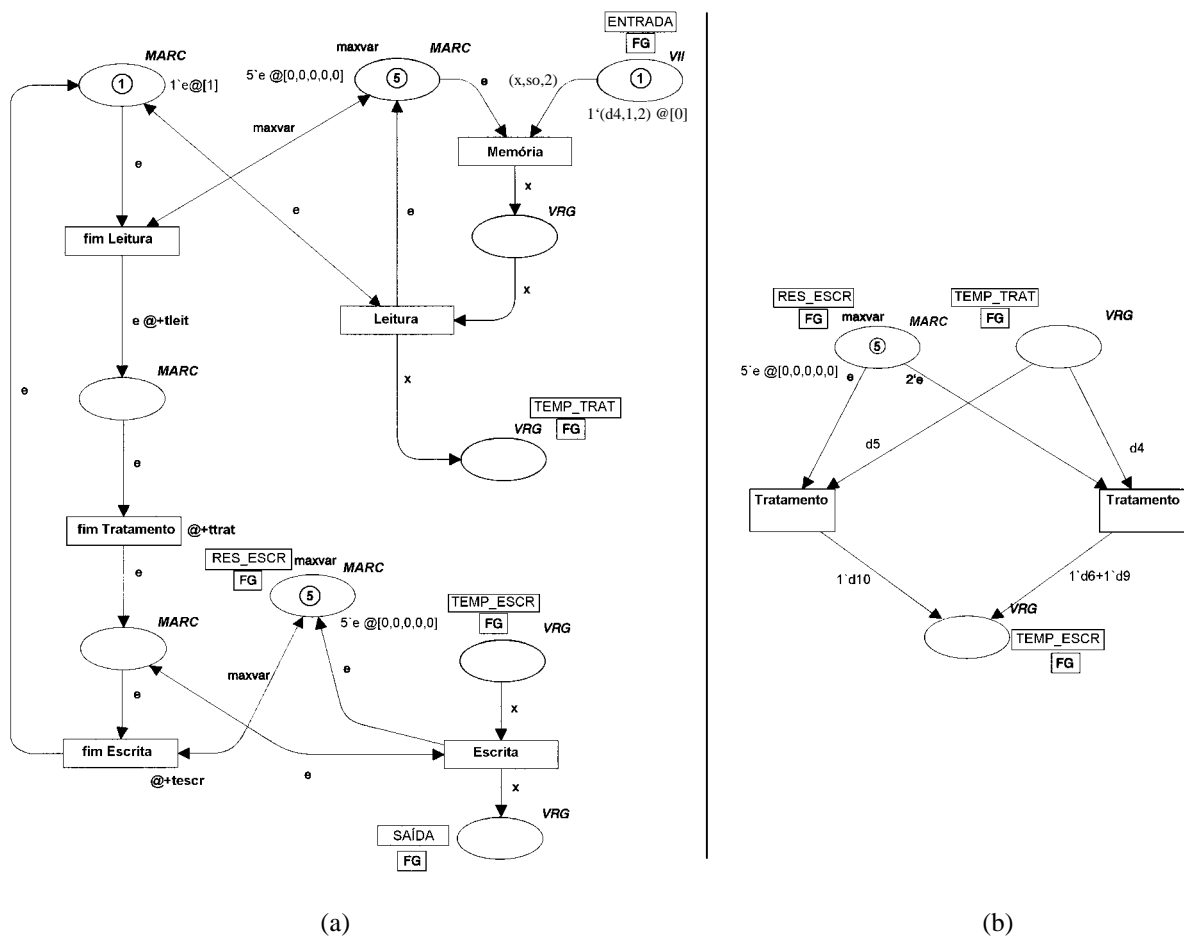 ENTRADA
FG
MARC
maxvar
MARC
VII
1
1`e@[1]
5`e @[0,0,0,0,0]
5
e
(x,so,2)
1
1‘(d4,1,2) @[0]
maxvar
Memória
e
x
e
e
VRG
fim Leitura
x
Leitura
e @+tleit
MARC
x
e
TEMP_TRAT
VRG
FG
e
fim Tratamento
@+ttrat
RES_ESCR
maxvar
MARC
FG
5
e
5`e @[0,0,0,0,0]
TEMP_ESCR
FG
VRG
MARC
maxvar
e
e
x
fim Escrita
Escrita
@+tescr
e
x
VRG
SAÍDA
FG
RES_ESCR
TEMP_TRAT
FG
FG
maxvar
MARC
VRG
5
5`e @[0,0,0,0,0]
e
2‘e
d5
d4
Tratamento
Tratamento
1`d10
1`d6+1`d9
VRG
TEMP_ESCR
FG
(a)
(b)